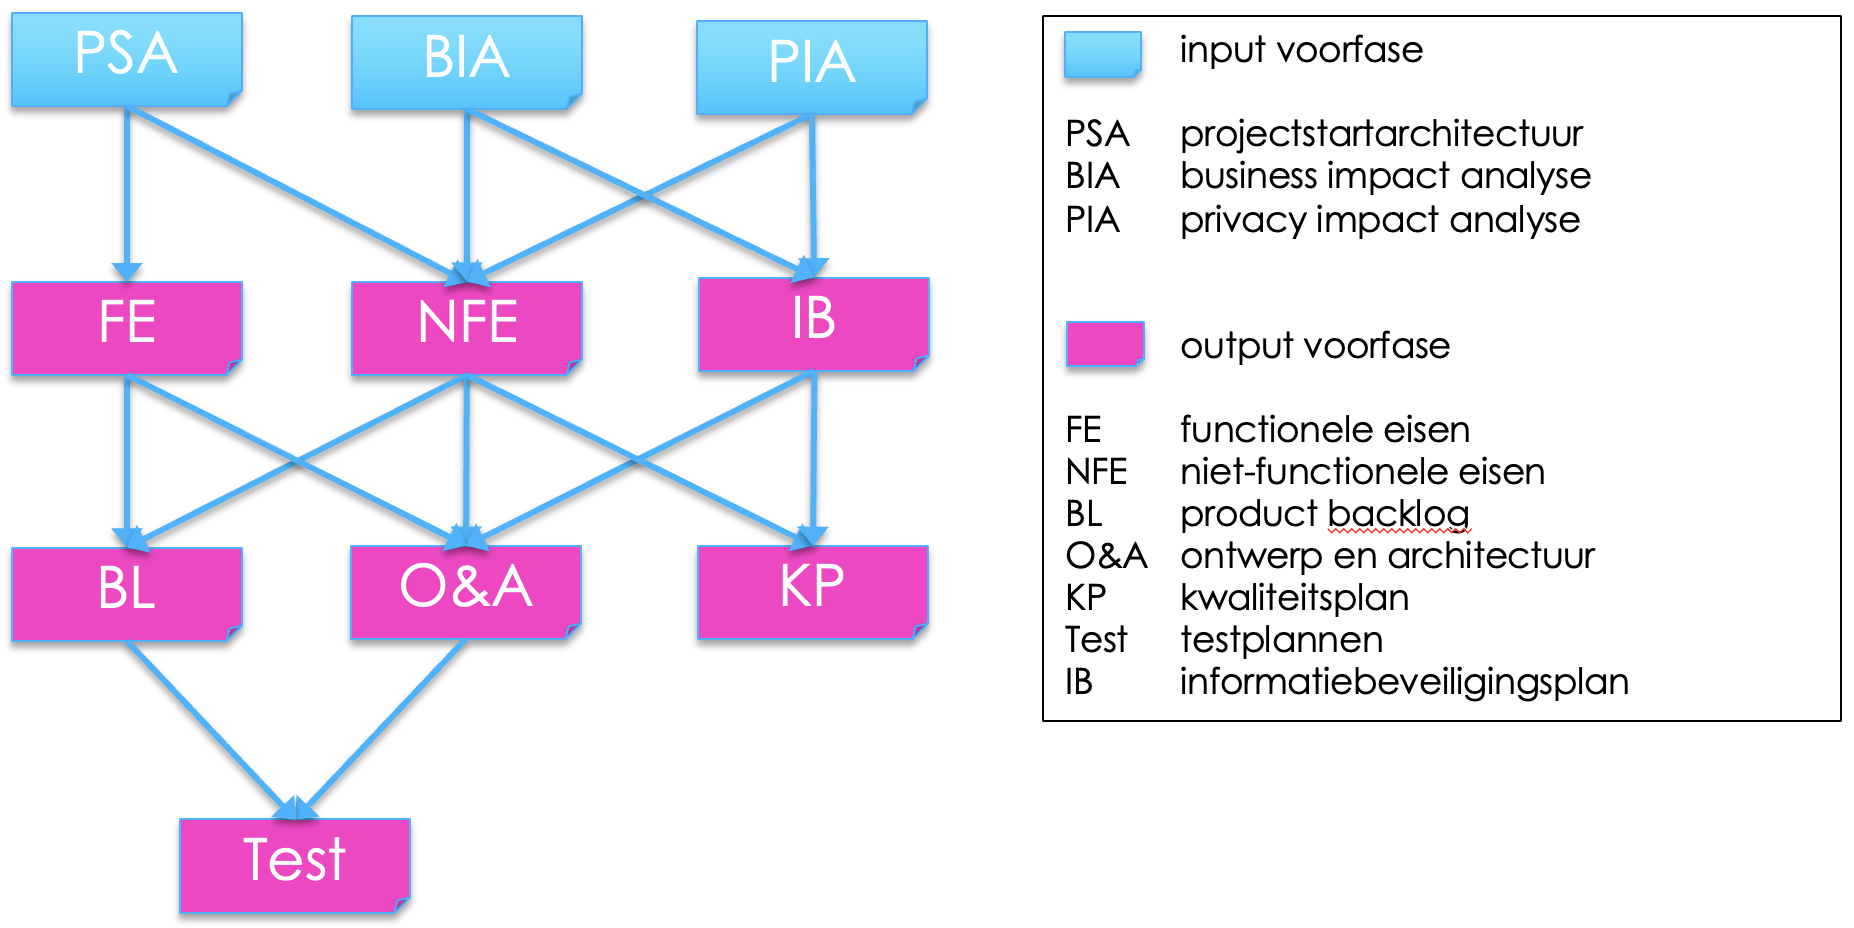 PSA
BIA
PIA
FE
NFE
IB
BL
O&A
KP
Test
input voorfase
PSA projectstartarchitectuur
BIA business impact analyse
PIA privacy impact analyse
output voorfase
FE functionele eisen
NFE niet-functionele eisen
BL product backlog
O&A ontwerp en architectuur
KP kwaliteitsplan
Test testplannen
IB informatiebeveiligingsplan